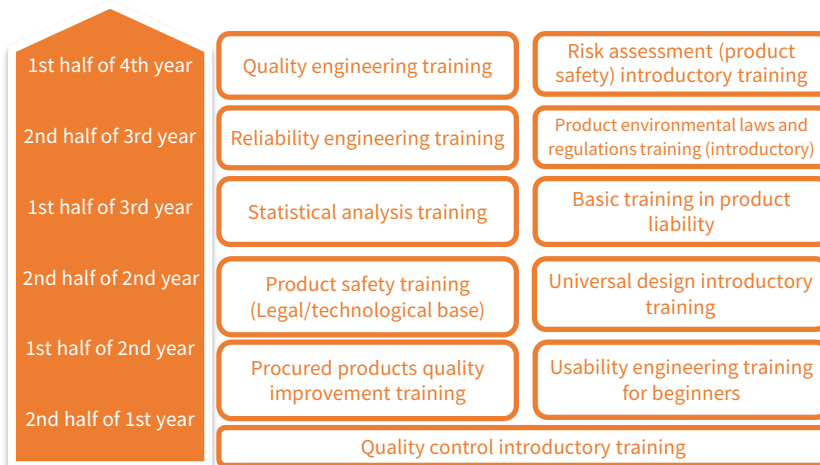 1st half of 4th year
Quality engineering training
Risk assessment (product
safety) introductory training
2nd half of 3rd year
Reliability engineering training
Product environmental laws and
regulations training (introductory)
1st half of 3rd year
Statistical analysis training
Basic training in product
liability
2nd half of 2nd year
Product safety training
(Legal/technological base)
Universal design introductory
training
1st half of 2nd year
Procured products quality
improvement training
Usability engineering training
for beginners
2nd half of 1st year
Quality control introductory training